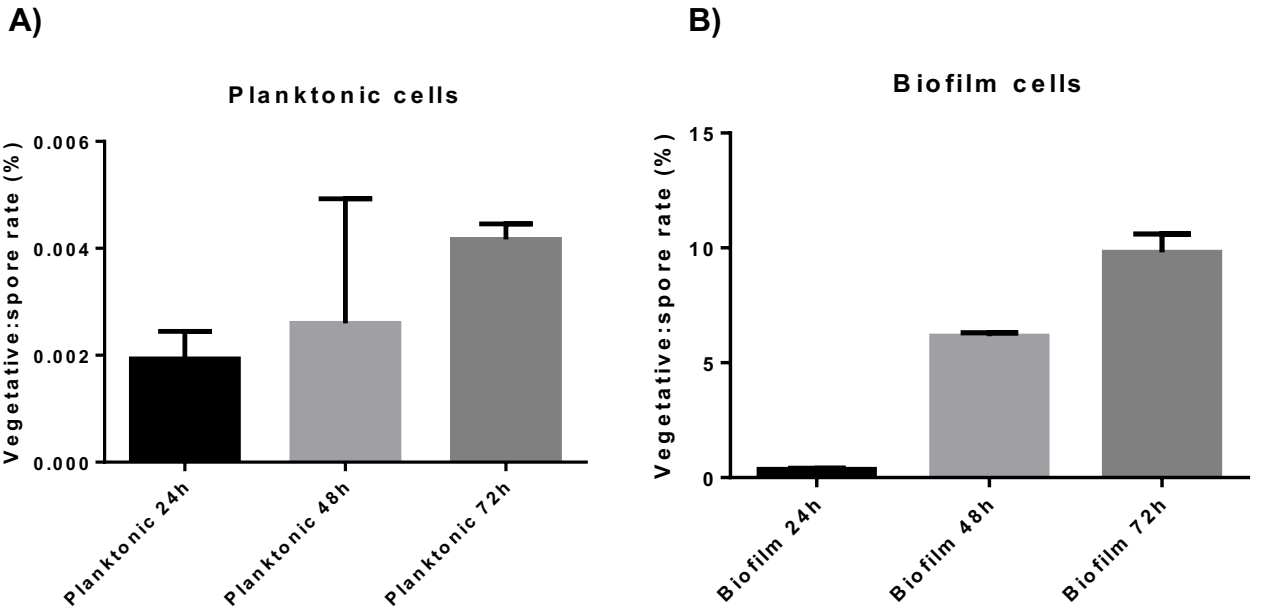 A)
Planktonic cells
Vegetative:spore rate (%)
0.006
0.004
0.002
0.000
Planktonic 24h
Planktonic 48h
Planktonic 72h
B)
Biofilm cells
Vegetative:spore rate (%)
15
10
5
0
Biofilm 24h
Biofilm 48h
Biofilm 72h